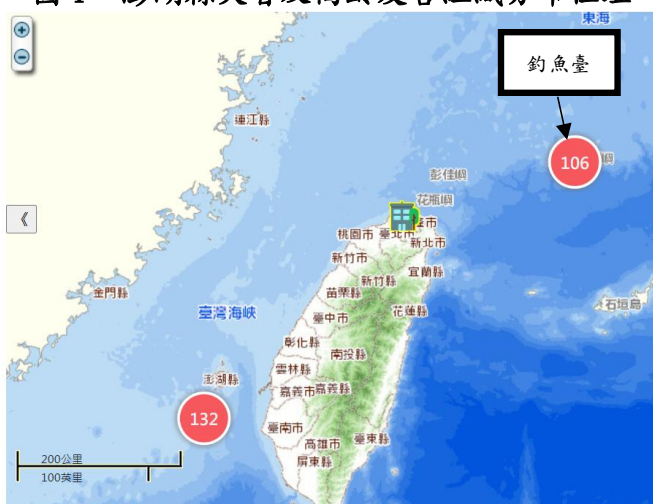 東海
釣魚臺
106
嶼
連江縣
彭佳嶼
花瓶嶼
桃園市
臺北市
新北市
新竹市
新竹縣
宜蘭縣
金門縣
苗栗縣
花蓮縣
石垣島
臺灣海峽
臺中市
彰化縣
南投縣
雲林縣
澎湖縣
嘉義市
嘉義縣
132
臺南市
高雄市
臺東縣
屏東縣
200公里
100英里